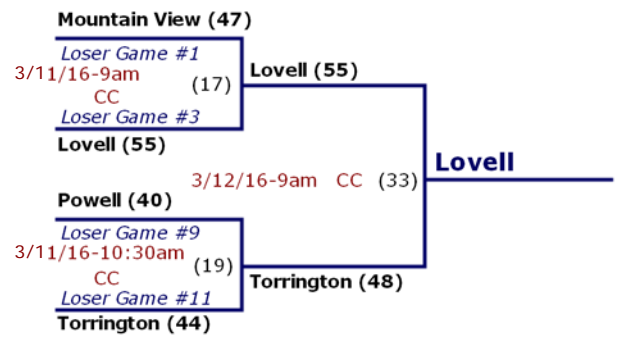 Mountain View (47)
Loser Game #1
3/11/16-9am
CC
(17)
Loser Game #3
Lovell (55)
Lovell (55)
3/12/16-9am CC (33)
Lovell
Powell (40)
Loser Game #9
3/11/16-10:30am
CC
(19)
Loser Game #11
Torrington (44)
Torrington (48)